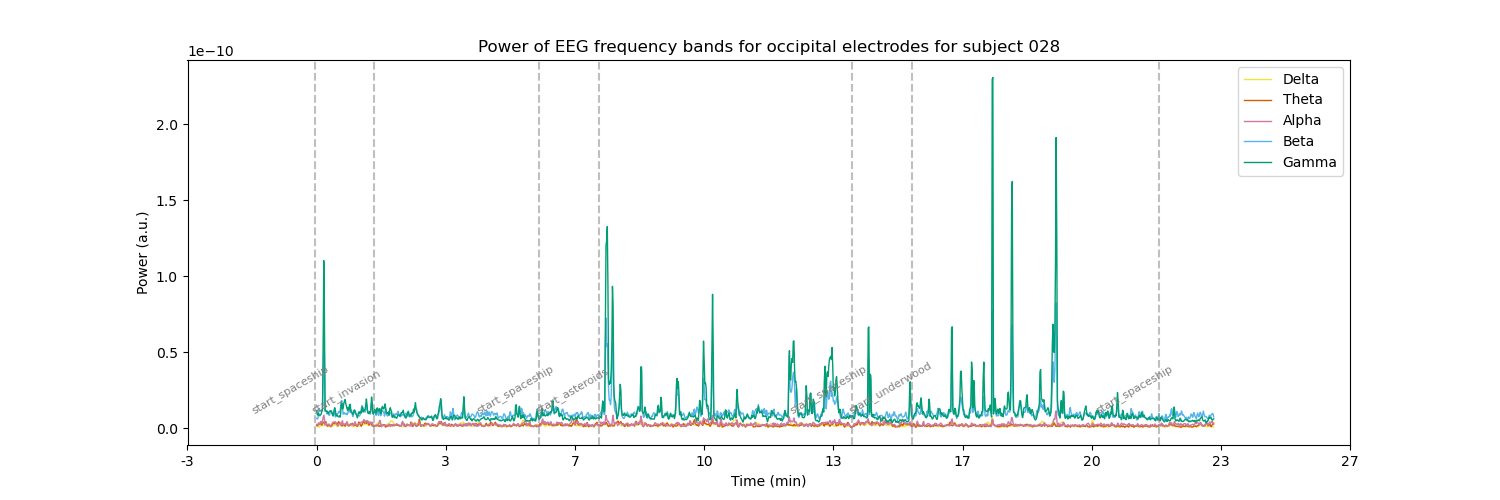 Power of EEG frequency bands for occipital electrodes for subject 028
1e−10
Delta
Theta
Alpha
Beta
Gamma
2.0
1.5
1.0
0.5
0.0
Power (a.u.)
start_spaceship
start_invasion
start_spaceship
start_asteroids
start_spaceship
start_underwood
start_spaceship
-3 0 3 7 10 13 17 20 23 27
Time (min)